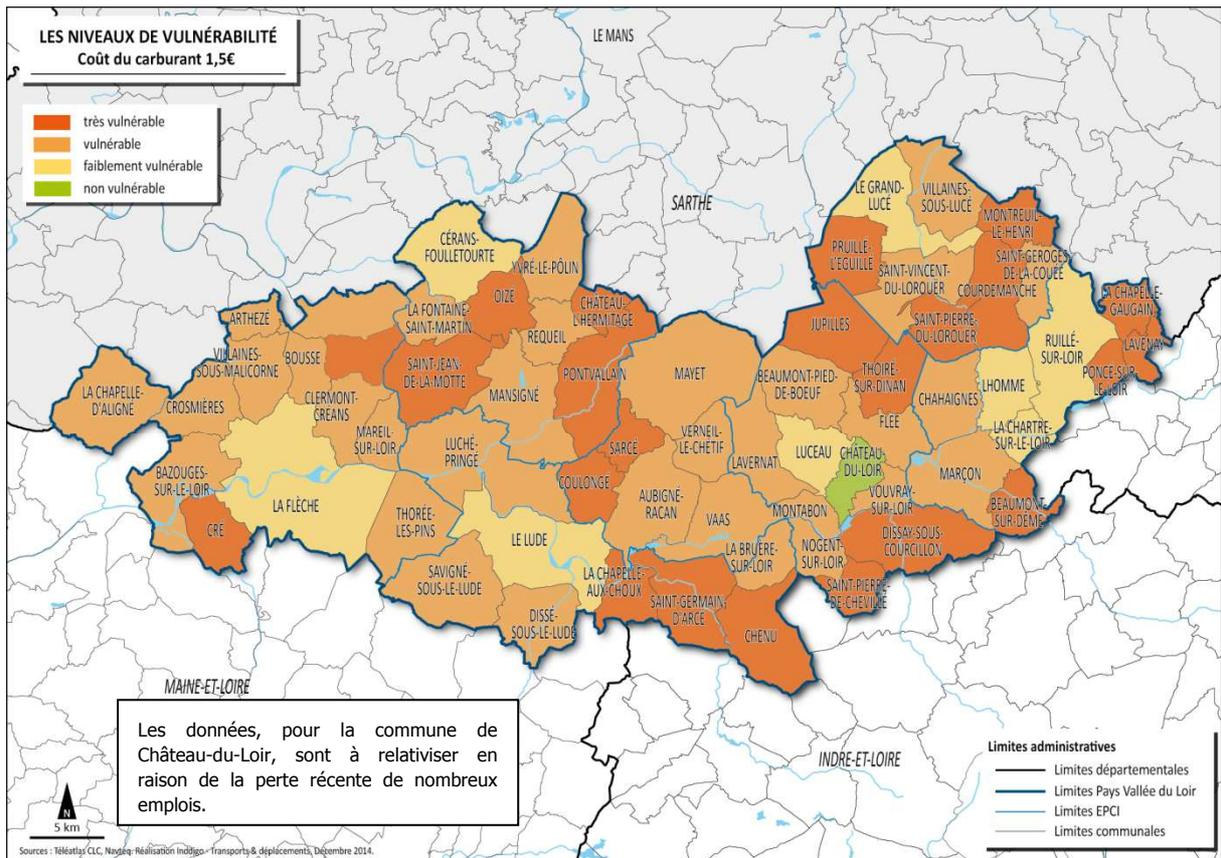 LES NIVEAUX DE VULNÉRABILITÉ
Coût du carburant 1,5€
très vulnérable
vulnérable
faiblement vulnérable
non vulnérable
LE MANS
SARTHE
LE GRAND-
LUCÉ
VILLAINES-
SOUS-LUCÉ
MONTREUIL-
LE-HENRI
CÉRANS-
FOULLETOURTE
YVRÉ-LE-PÔLIN
PRUILLÉ-
L'EGUILLE
SAINT-GEROGES-
DE-LA-COUÉE
SAINT-VINCENT-
DU-LOROUER
COURDEMANCHE
OIZÉ
CHÂTEAU-
L'HERMITAGE
LA CHAPELLE-
GAUGAIN
ARTHEZÉ
LA FONTAINE-
SAINT-MARTIN
REQUEIL
JUPILLES
SAINT-PIERRE-
DU-LOROUER
RUILLÉ-
SUR-LOIR
LAVENAY
VILLAINES-
SOUS-MALICORNE
BOUSSE
SAINT-JEAN-
DE-LA-MOTTE
PONTVALLAIN
MAYET
BEAUMONT-PIED-
DE-BOEUF
THOIRÉ-
SUR-DINAN
PONCÉ-SUR-
LE-LOIR
LA CHAPELLE-
D'ALIGNE
CROSMIÈRES
CLERMONT-
CREANS
MANSIGNÉ
CHAHAIGNES
LHOMME
FLÉE
MAREIL-
SUR-LOIR
LUCHÉ-
PRINGÉ
SARCÉ
VERNEIL-
LE-CHÉTIF
LA CHARTRE-
SUR-LE-LOIR
LUCEAU
CHÂTEAU-
DU-LOIR
LAVERNAT
MARÇON
BAZOUGES-
SUR-LE-LOIR
COULONGÉ
AUBIGNÉ-
RACAN
VOUVRAY-
SUR-LOIR
LA FLÈCHE
THORÉE-
LES-PINS
VAAS
MONTABON
BEAUMONT-
SUR-DÊME
CRÉ
LE LUDE
DISSAY-SOUS-
COURCILLON
LA BRUÈRE-
SUR-LOIR
NOGENT-
SUR-LOIR
SAVIGNÉ-
SOUS-LE-LUDE
LA CHAPELLE-
AUX-CHOUX
SAINT-GERMAIN-
D'ARCE
SAINT-PIERRE-
DE-CHEVILLÉ
DISSÉ-
SOUS-LE-LUDE
CHENU
MAINE-ET-LOIRE
INDRE-ET-LOIRE
Les données, pour la commune de
Château-du-Loir, sont à relativiser en
raison de la perte récente de nombreux
emplois.
Limites administratives
Limites départementales
Limites Pays Vallée du Loir
Limites EPCI
Limites communales
N
5 km
Sources : Téléatlas CLC, Navteq. Réalisation Inddigo - Transports & déplacements, Décembre 2014.